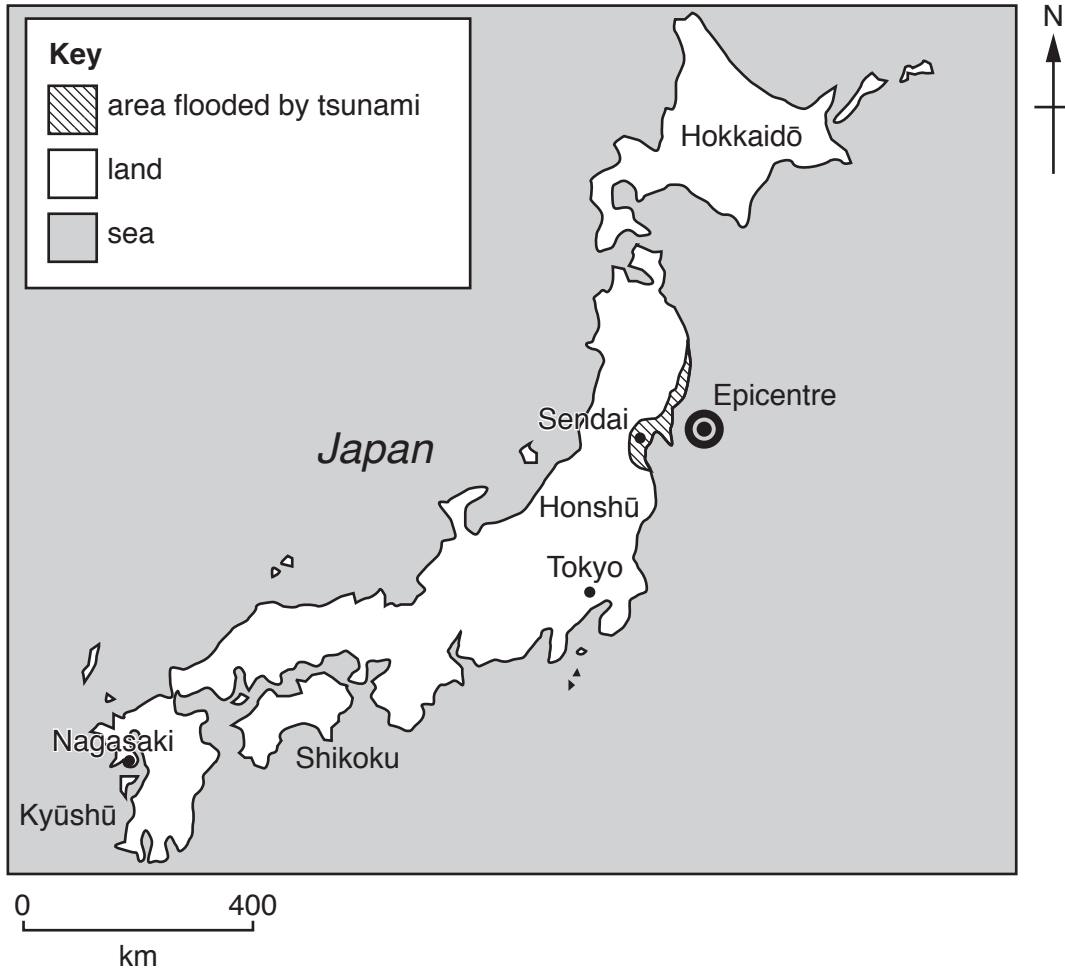 N
Key
area flooded by tsunami
land
sea
Hokkaidō
Epicentre
Sendai
Japan
Honshū
Tokyo
Nagasaki
Shikoku
Kyūshū
0 400
km